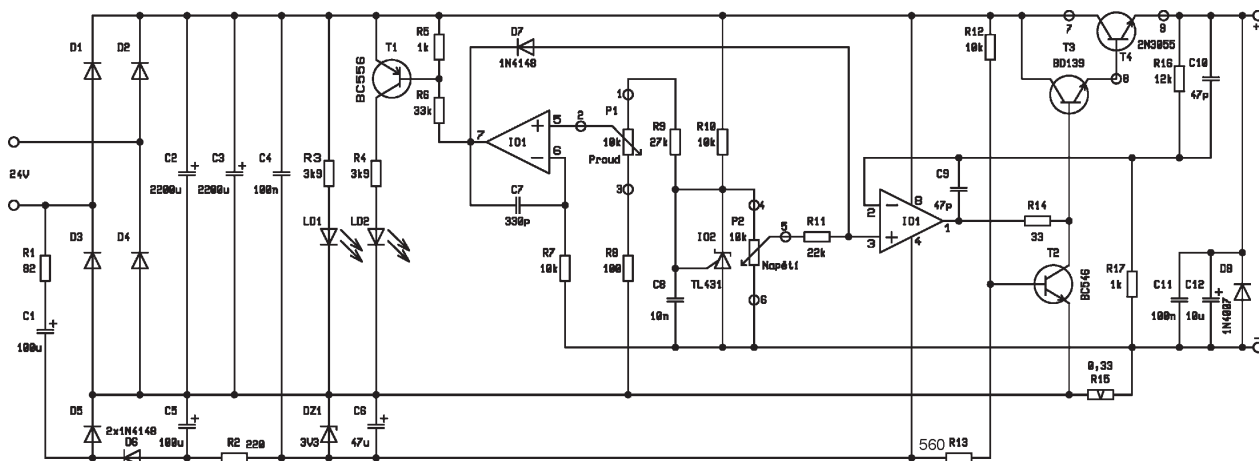 D1
D2
24V
R1
82
C1
+
100u
D3
D4
D5
2x1N4148
D6
C2
+
2200u
C3
+
2200u
C4
100n
C5
+
100u
R2 220
R3
3k9
LD1
DZ1
3V3
BC556
T1
R4
3k9
LD2
C6
+
47u
R5
1k
R6
33k
D7
1N4148
7
IO1
+
5
-
6
2
C7
330p
R7
10k
1
P1
10k
Proud
3
R8
100
R9
27k
R10
10k
C8
10n
IO2
TL431
4
P2
10k
Napětí
6
5
R11
22k
2
-
3
+
8
IO1
4
1
C9
47p
R12
10k
R14
33
T2
BC546
560 R13
7
T3
BD139
8
T4
2N3055
9
R16
12k
C10
47p
R17
1k
0,33
R15
C11
100n
C12
+
10u
D8
1N4007
+
-